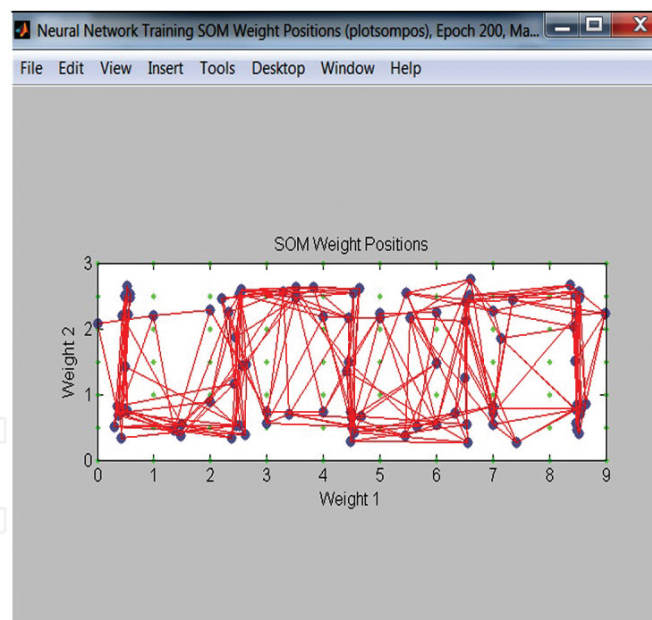 Neural Network Training SOM Weight Positions (plotsompos), Epoch 200, Ma...
File Edit View Insert Tools Desktop Window Help
SOM Weight Positions
3
2
1
0
Weight 2
0 1 2 3 4 5 6 7 8 9
Weight 1